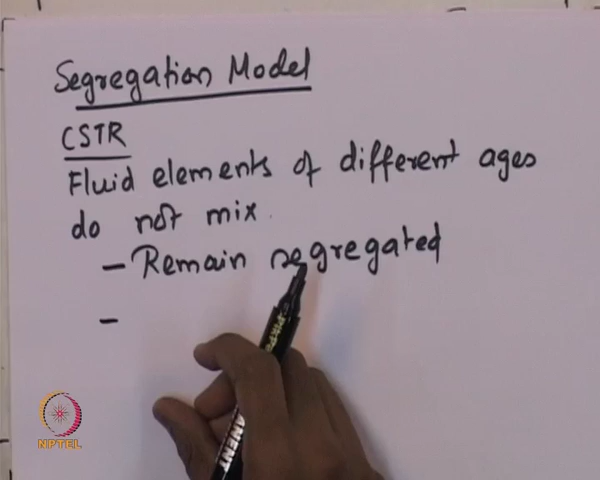 Segregation Model
CSTR
Fluid elements of different ages
do not mix.
- Remain segregated
-
NPTEL